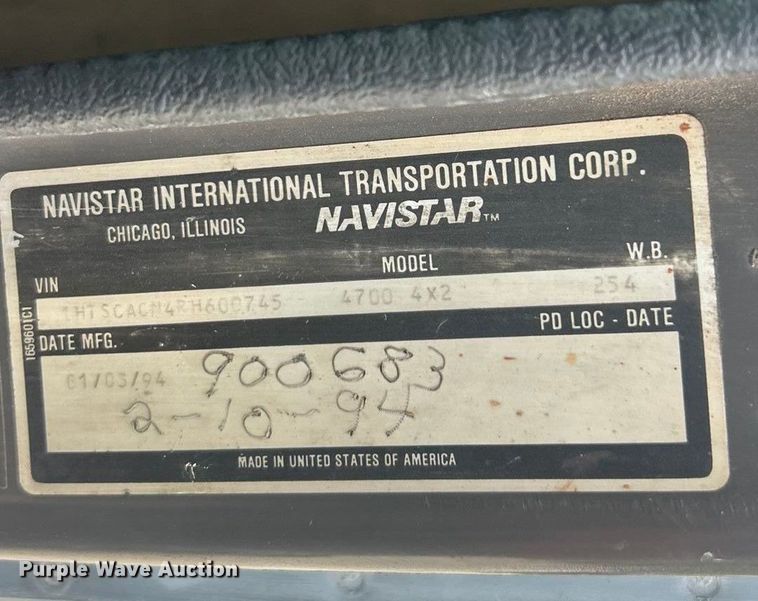 NAVISTAR INTERNATIONAL TRANSPORTATION CORP.
CHICAGO, ILLINOIS NAVISTAR™
VIN MODEL W.B.
1HTSCACN4RH600745 4700 4X2 254
DATE MFG. PD LOC - DATE
01/03/94 900683
2-10-94
MADE IN UNITED STATES OF AMERICA
1659601C1
Purple Wave Auction